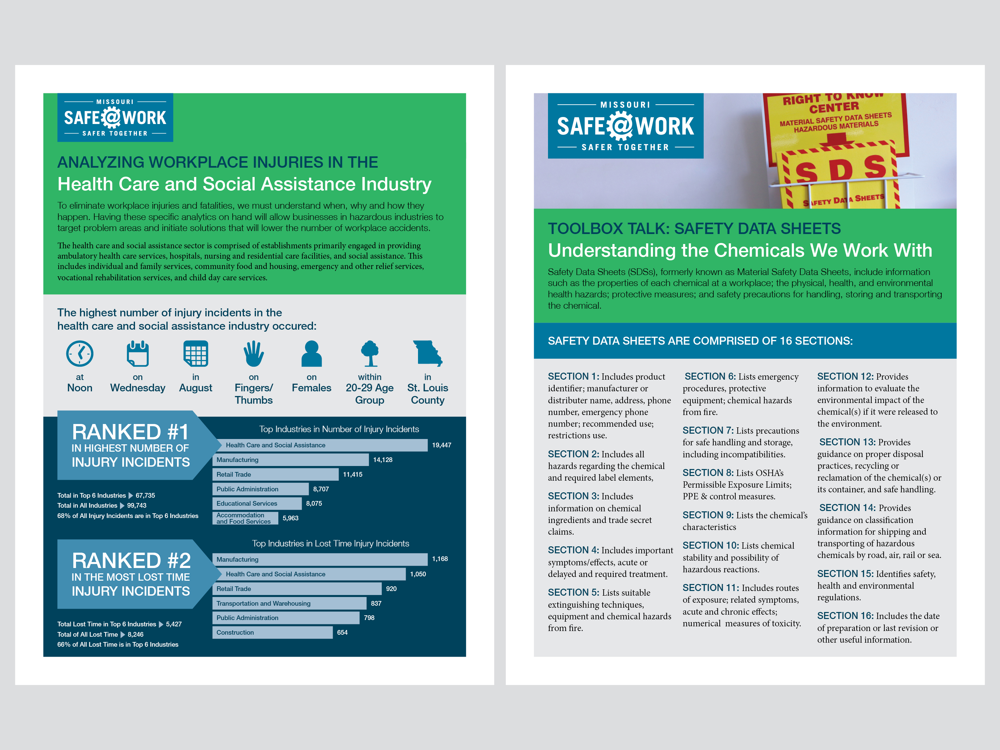 MISSOURI
SAFE@WORK
SAFER TOGETHER
ANALYZING WORKPLACE INJURIES IN THE
Health Care and Social Assistance Industry
To eliminate workplace injuries and fatalities, we must understand when, why and how they
happen. Having these specific analytics on hand will allow businesses in hazardous industries to
target problem areas and initiate solutions that will lower the number of workplace accidents.
The health care and social assistance sector is comprised of establishments primarily engaged in providing
ambulatory health care services, hospitals, nursing and residential care facilities, and social assistance. This
includes individual and family services, community food and housing, emergency and other relief services,
vocational rehabilitation services, and child day care services.
The highest number of injury incidents in the
health care and social assistance industry occured:
at
Noon
on
Wednesday
in
August
on
Fingers/
Thumbs
on
Females
within
20-29 Age
Group
in
St. Louis
County
RANKED #1
IN HIGHEST NUMBER OF
INJURY INCIDENTS
Total in Top 6 Industries ▶ 67,735
Total in All Industries ▶ 99,743
68% of All Injury Incidents are in Top 6 Industries
Top Industries in Number of Injury Incidents
Health Care and Social Assistance 19,447
Manufacturing 14,128
Retail Trade 11,415
Public Administration 8,707
Educational Services 8,075
Accommodation
and Food Services 5,963
RANKED #2
IN THE MOST LOST TIME
INJURY INCIDENTS
Total Lost Time in Top 6 Industries ▶ 5,427
Total of All Lost Time ▶ 8,246
66% of All Lost Time is in Top 6 Industries
Top Industries in Lost Time Injury Incidents
Manufacturing 1,168
Health Care and Social Assistance 1,050
Retail Trade 920
Transportation and Warehousing 837
Public Administration 798
Construction 654
MISSOURI
SAFE@WORK
SAFER TOGETHER
RIGHT TO KNOW
CENTER
MATERIAL SAFETY DATA SHEETS
HAZARDOUS MATERIALS
SDS
SAFETY DATA SHEETS
TOOLBOX TALK: SAFETY DATA SHEETS
Understanding the Chemicals We Work With
Safety Data Sheets (SDSs), formerly known as Material Safety Data Sheets, include information
such as the properties of each chemical at a workplace; the physical, health, and environmental
health hazards; protective measures; and safety precautions for handling, storing and transporting
the chemical.
SAFETY DATA SHEETS ARE COMPRISED OF 16 SECTIONS:
SECTION 1: Includes product
identifier; manufacturer or
distributer name, address, phone
number, emergency phone
number; recommended use;
restrictions use.
SECTION 2: Includes all
hazards regarding the chemical
and required label elements,
SECTION 3: Includes
information on chemical
ingredients and trade secret
claims.
SECTION 4: Includes important
symptoms/effects, acute or
delayed and required treatment.
SECTION 5: Lists suitable
extinguishing techniques,
equipment and chemical hazards
from fire.
SECTION 6: Lists emergency
procedures, protective
equipment; chemical hazards
from fire.
SECTION 7: Lists precautions
for safe handling and storage,
including incompatibilities.
SECTION 8: Lists OSHA's
Permissible Exposure Limits;
PPE & control measures.
SECTION 9: Lists the chemical's
characteristics
SECTION 10: Lists chemical
stability and possibility of
hazardous reactions.
SECTION 11: Includes routes
of exposure; related symptoms,
acute and chronic effects;
numerical measures of toxicity.
SECTION 12: Provides
information to evaluate the
environmental impact of the
chemical(s) if it were released to
the environment.
SECTION 13: Provides
guidance on proper disposal
practices, recycling or
reclamation of the chemical(s) or
its container, and safe handling.
SECTION 14: Provides
guidance on classification
information for shipping and
transporting of hazardous
chemicals by road, air, rail or sea.
SECTION 15: Identifies safety,
health and environmental
regulations.
SECTION 16: Includes the date
of preparation or last revision or
other useful information.